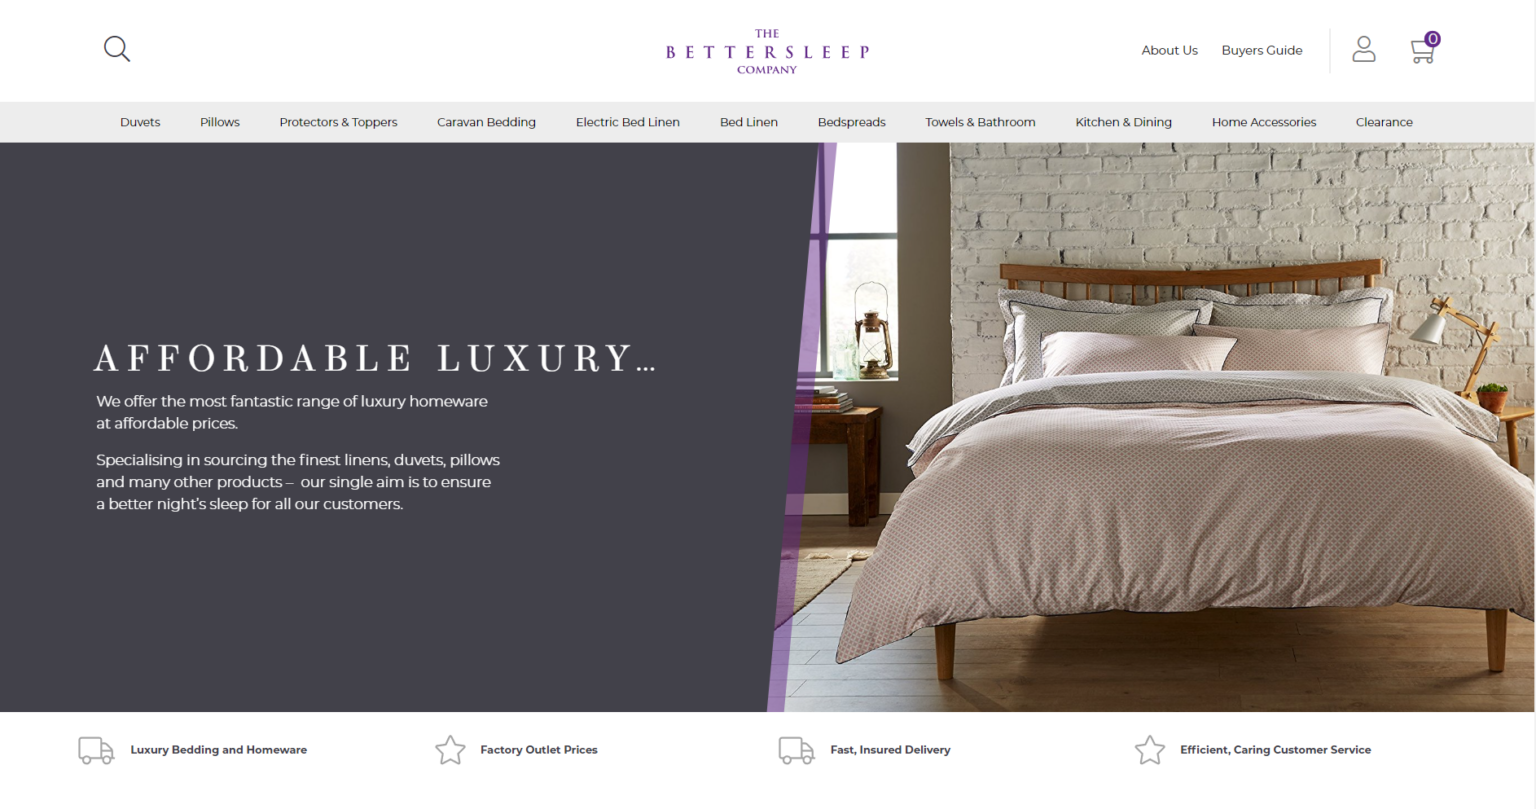 THE
BETTERSLEEP
COMPANY
About Us
Buyers Guide
0
Duvets
Pillows
Protectors & Toppers
Caravan Bedding
Electric Bed Linen
Bed Linen
Bedspreads
Towels & Bathroom
Kitchen & Dining
Home Accessories
Clearance
AFFORDABLE LUXURY...
We offer the most fantastic range of luxury homeware
at affordable prices.
Specialising in sourcing the finest linens, duvets, pillows
and many other products – our single aim is to ensure
a better night's sleep for all our customers.
Luxury Bedding and Homeware
Factory Outlet Prices
Fast, Insured Delivery
Efficient, Caring Customer Service